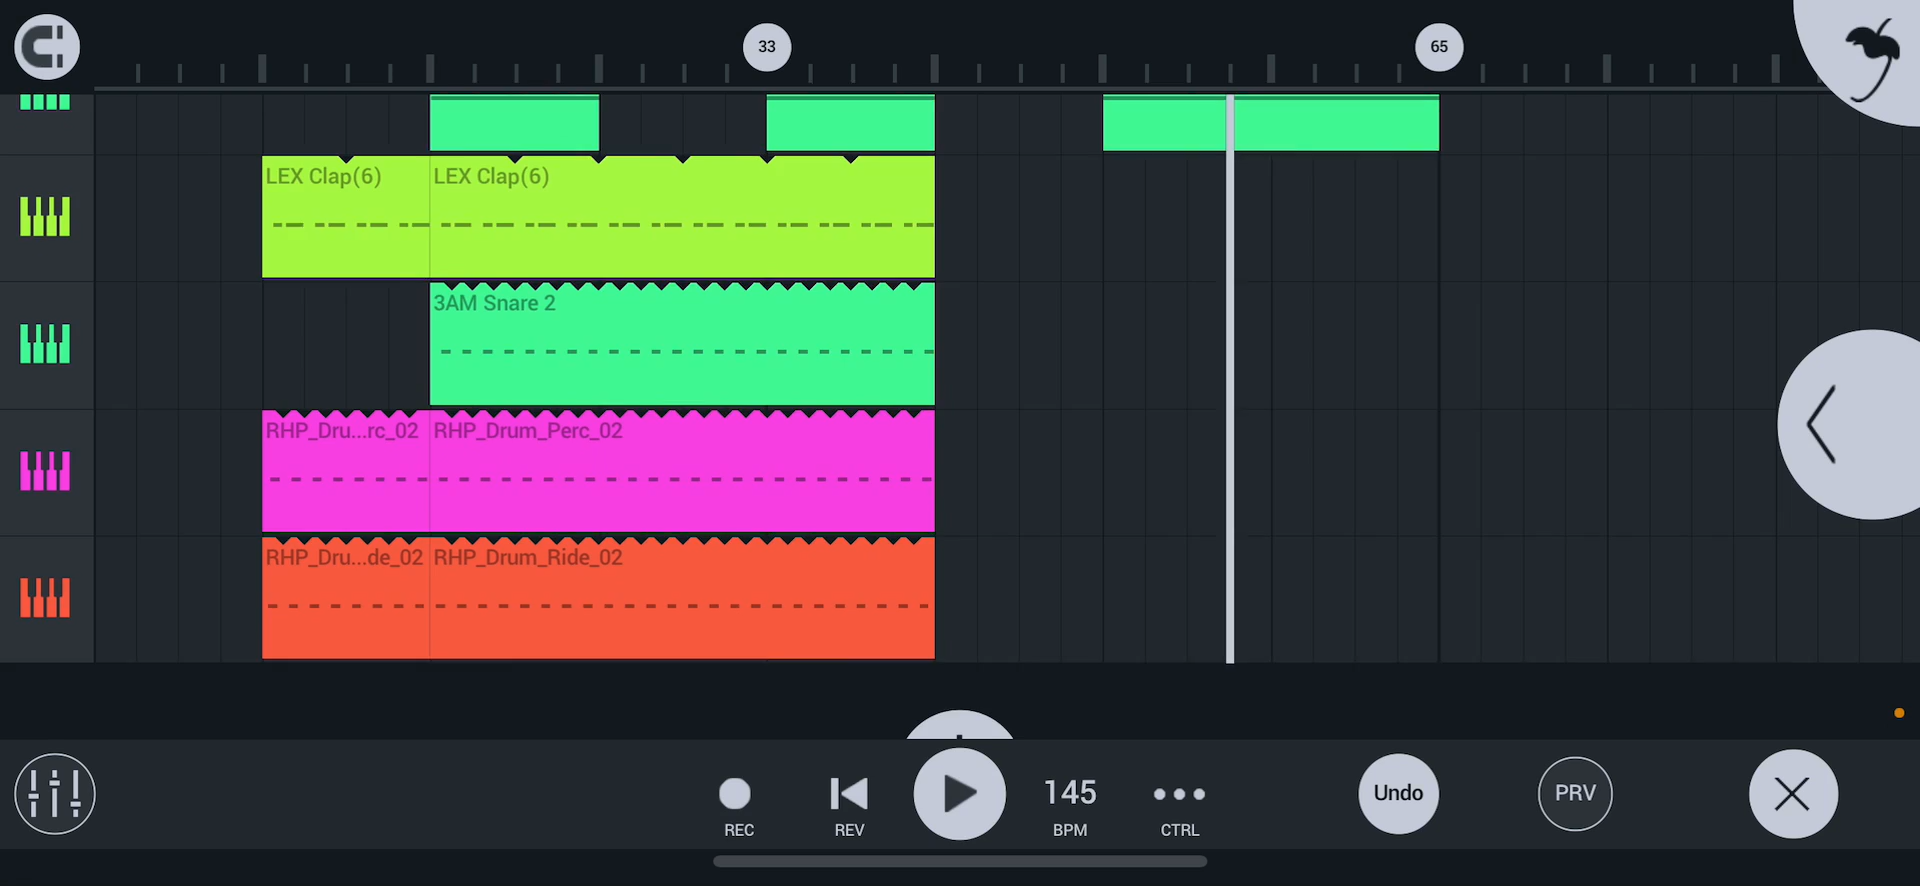 33
65
LEX Clap(6)
LEX Clap(6)
3AM Snare 2
RHP_Dru...rc_02
RHP_Drum_Perc_02
RHP_Dru...de_02
RHP_Drum_Ride_02
145
Undo
PRV
REC
REV
BPM
CTRL